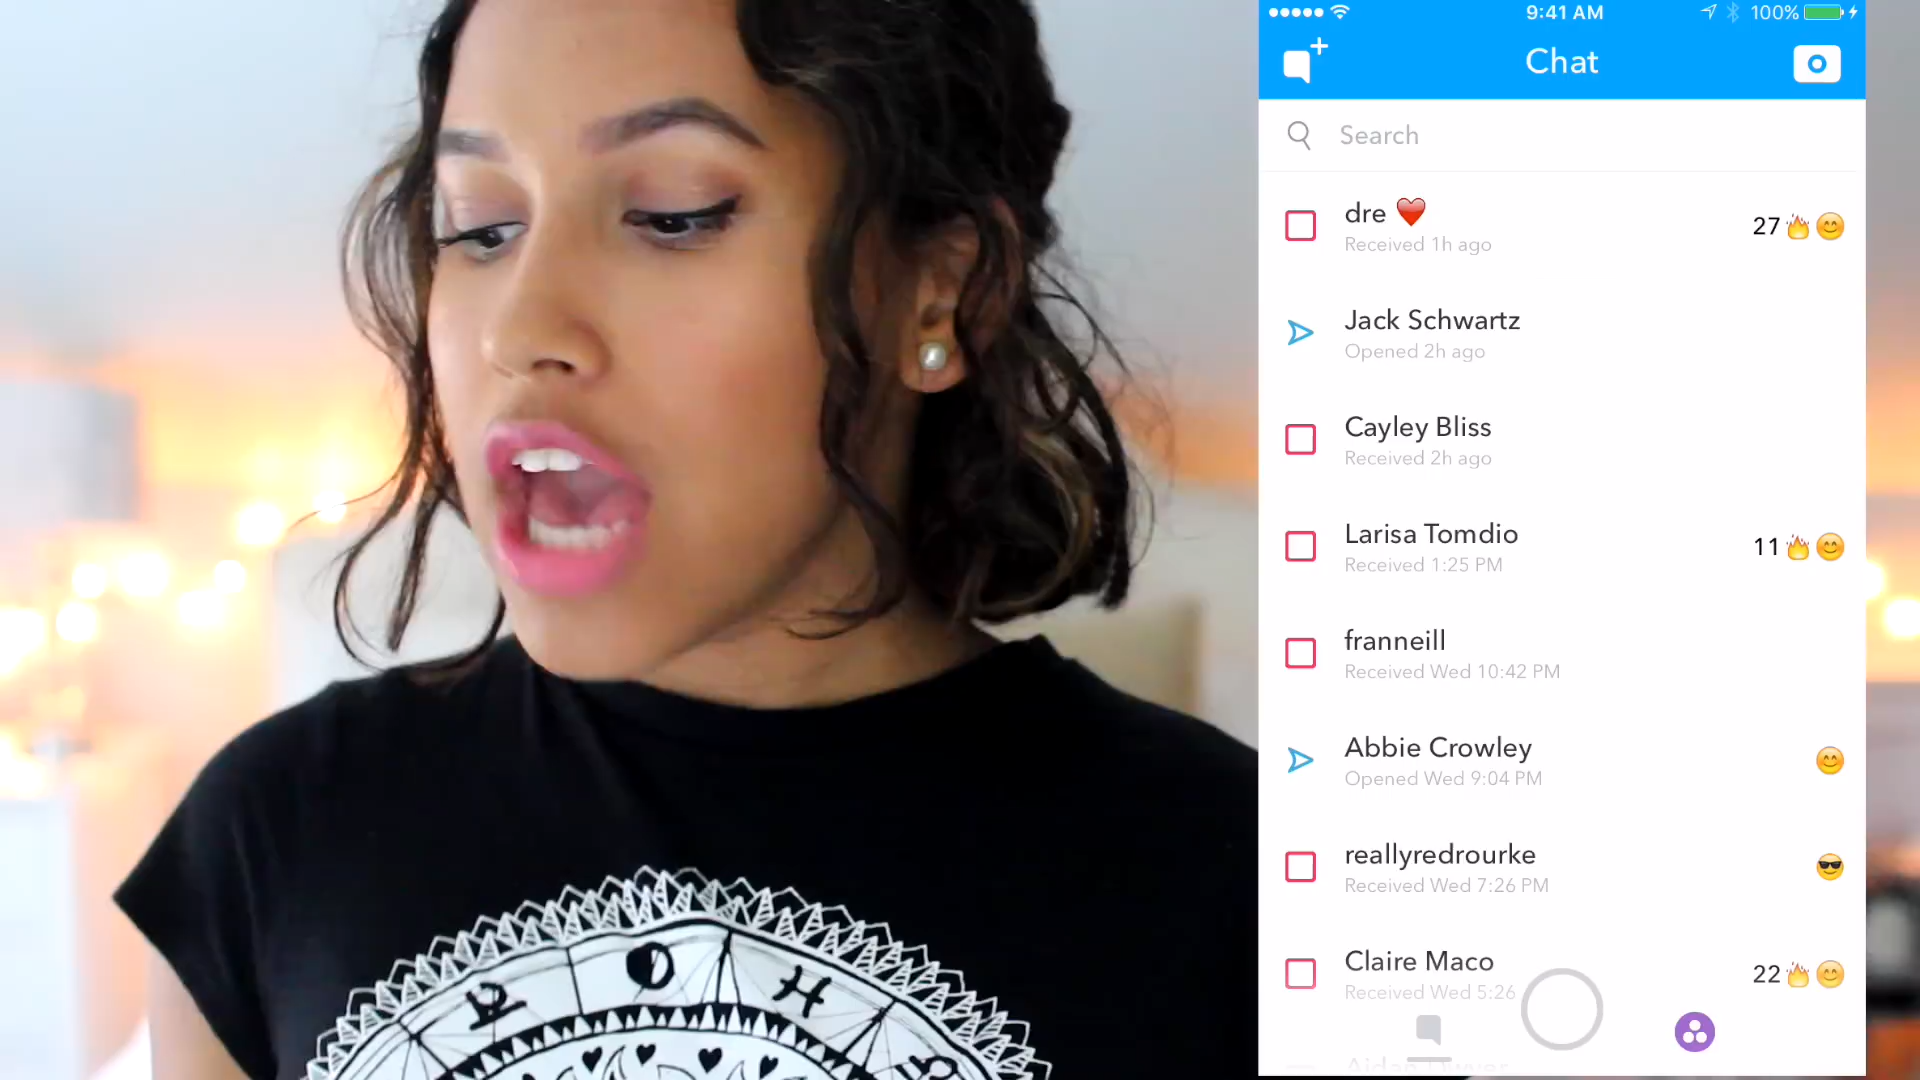 9:41 AM
100%
Chat
Search
dre ❤️
Received 1h ago
27🔥😊
Jack Schwartz
Opened 2h ago
Cayley Bliss
Received 2h ago
Larisa Tomdio
Received 1:25 PM
11🔥😊
franneill
Received Wed 10:42 PM
Abbie Crowley
Opened Wed 9:04 PM
😊
reallyredrourke
Received Wed 7:26 PM
😎
Claire Maco
Received Wed 5:26
22🔥😊
Aidan Dwyer